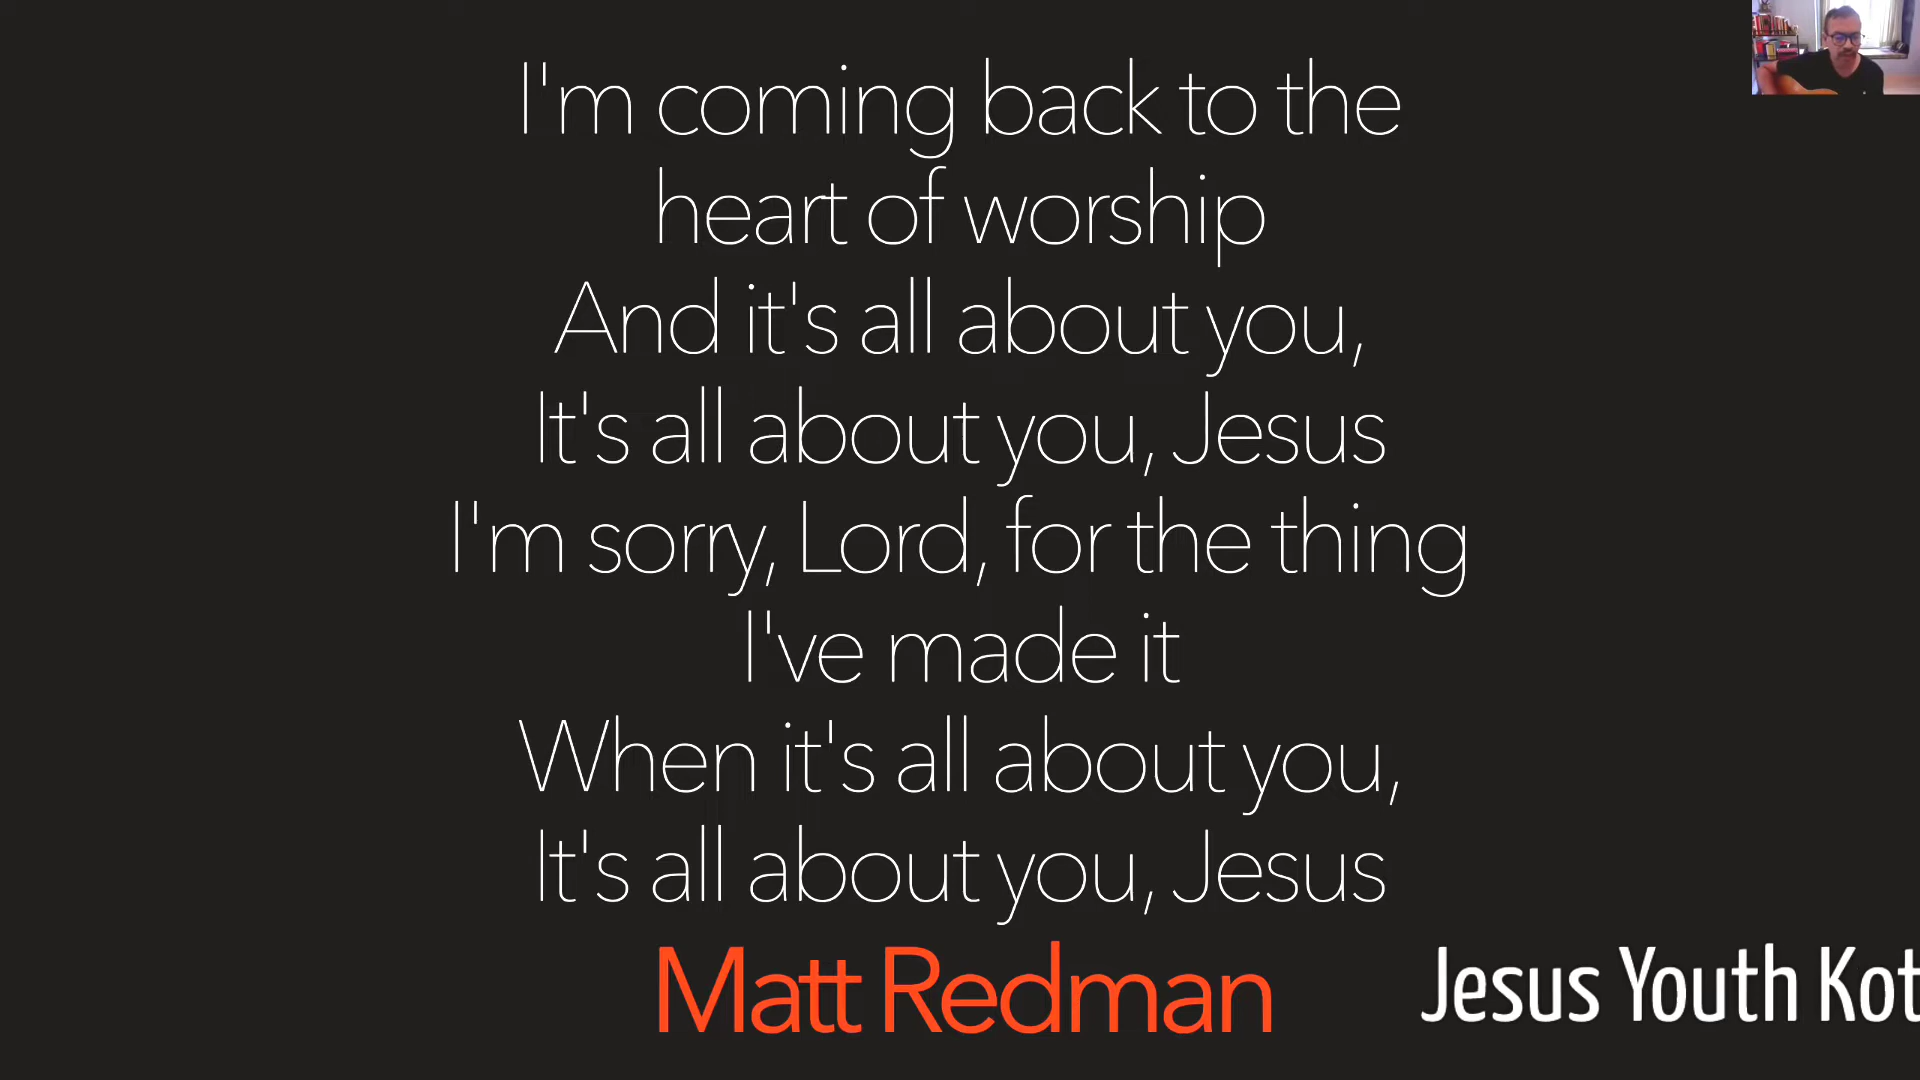 I'm coming back to the
heart of worship
And it's all about you,
It's all about you, Jesus
I'm sorry, Lord, for the thing
I've made it
When it's all about you,
It's all about you, Jesus
Matt Redman
Jesus Youth Kot